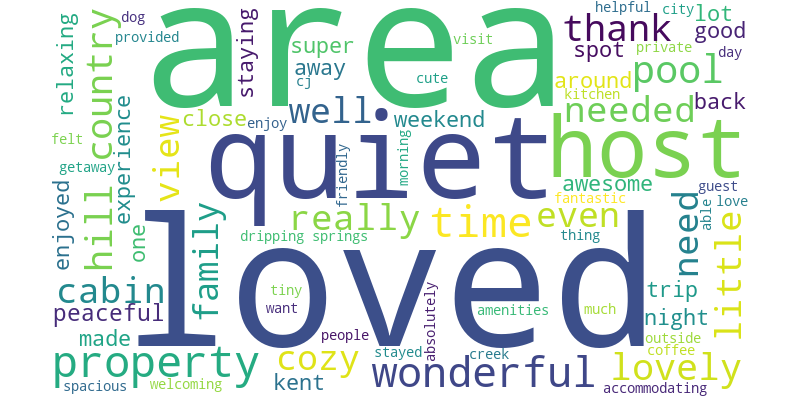 area
loved
quiet
host
wonderful
property
thank
pool
needed
well
really
time
even
cozy
lovely
cabin
family
view
hill
country
little
need
relaxing
dog
provided
staying
super
away
cj
visit
cute
helpful
city
lot
good
spot
private
day
around
kitchen
back
close
enjoy
weekend
morning
friendly
awesome
guest
fantastic
able
love
felt
getaway
experience
enjoyed
one
dripping springs
thing
peaceful
made
tiny
want
people
absolutely
amenities
much
trip
night
outside
coffee
stayed
creek
kent
spacious
welcoming
accommodating